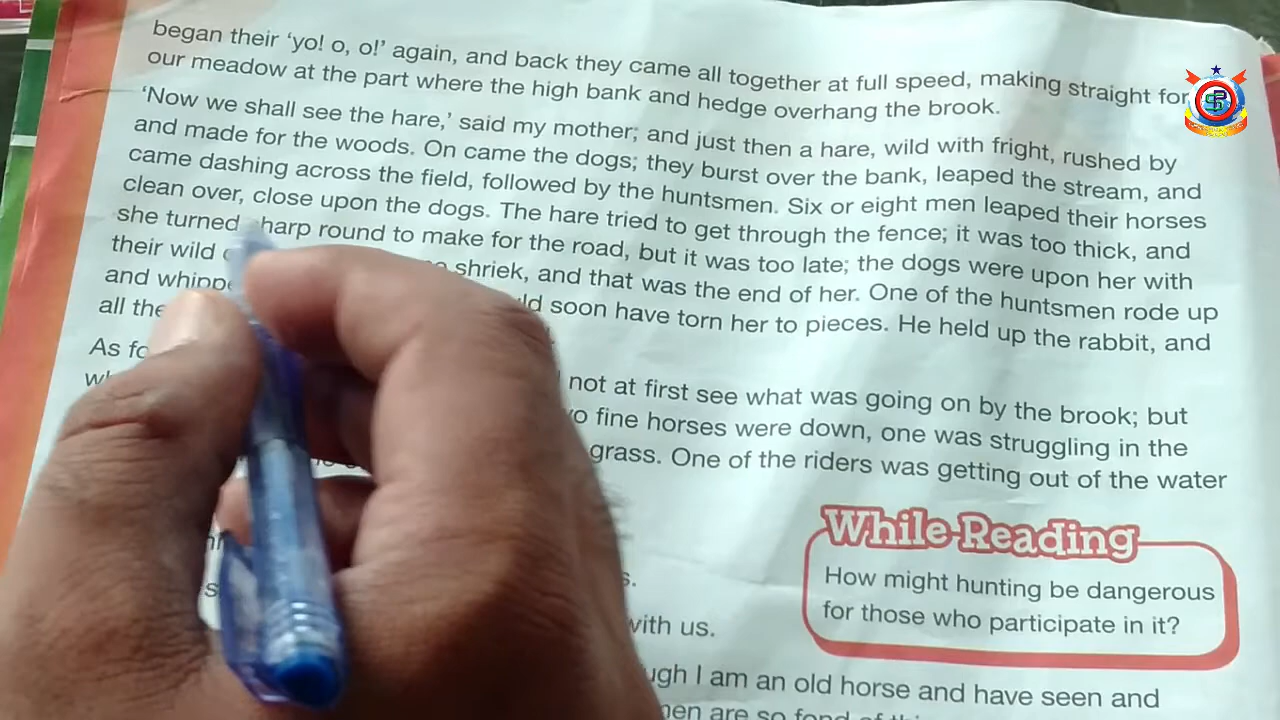 began their ‘yo! o, o!’ again, and back they came all together at full speed, making straight for
our meadow at the part where the high bank and hedge overhang the brook.
‘Now we shall see the hare,’ said my mother; and just then a hare, wild with fright, rushed by
and made for the woods. On came the dogs; they burst over the bank, leaped the stream, and
came dashing across the field, followed by the huntsmen. Six or eight men leaped their horses
clean over, close upon the dogs. The hare tried to get through the fence; it was too thick, and
she turned sharp round to make for the road, but it was too late; the dogs were upon her with
their wild shriek, and that was the end of her. One of the huntsmen rode up
and soon have torn her to pieces. He held up the rabbit, and
all the
As not at first see what was going on by the brook; but
fine horses were down, one was struggling in the
grass. One of the riders was getting out of the water
While Reading
How might hunting be dangerous
for those who participate in it?
with us.
I am an old horse and have seen and
are so fond of